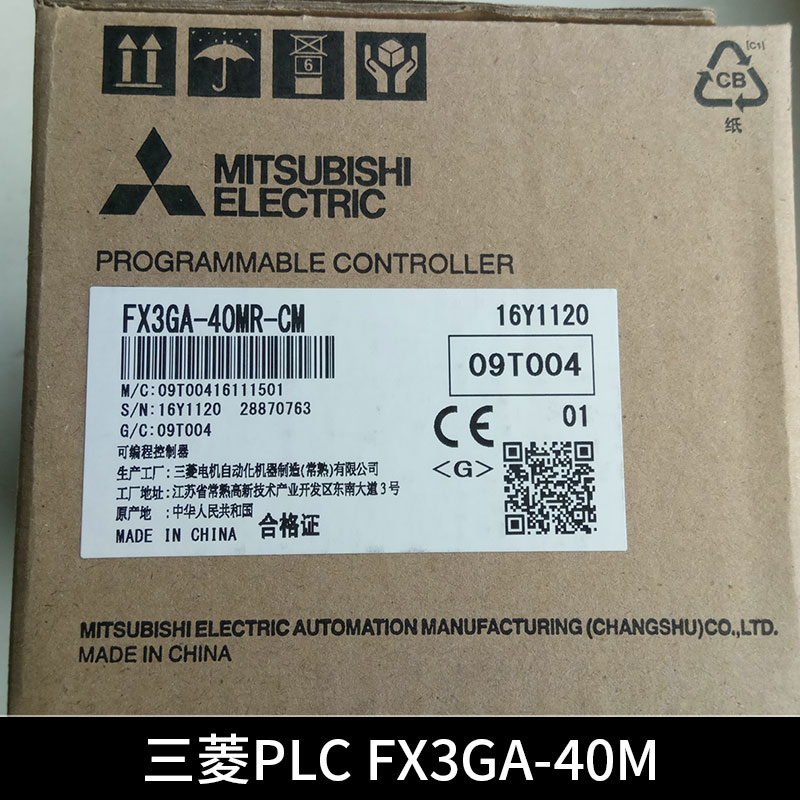 6
[C1]
CB
纸
MITSUBISHI
ELECTRIC
PROGRAMMABLE CONTROLLER
FX3GA-40MR-CM 16Y1120
09T004
M/C:09T00416111501
S/N:16Y1120 28870763
G/C:09T004
CE 01
<G>
可编程控制器
生产工厂:三菱电机自动化机器制造(常熟)有限公司
工厂地址:江苏省常熟高新技术产业开发区东南大道3号
原产地 :中华人民共和国
MADE IN CHINA 合格证
MITSUBISHI ELECTRIC AUTOMATION MANUFACTURING (CHANGSHU)CO.,LTD.
MADE IN CHINA
三菱PLC FX3GA-40M